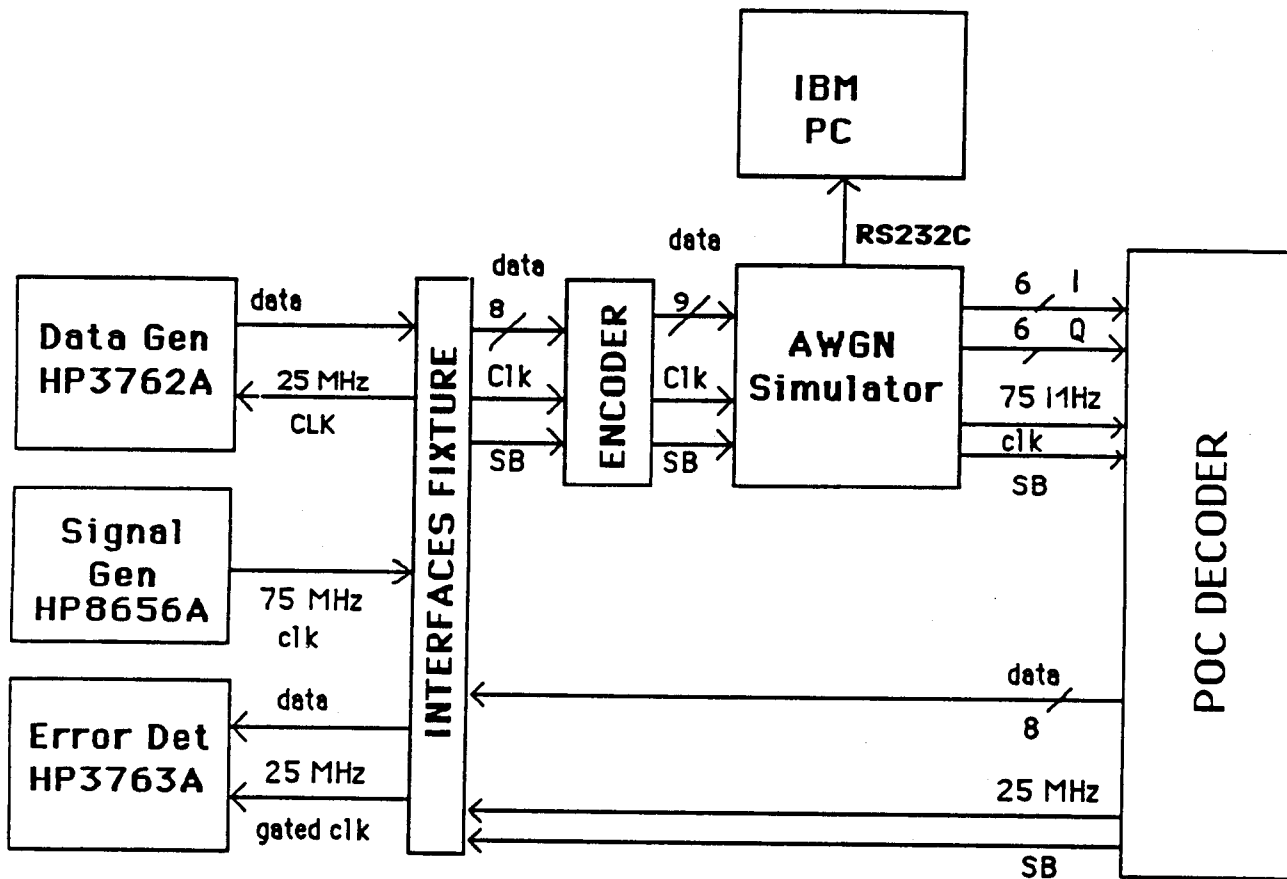 IBM
PC
RS232C
Data Gen
HP3762A
data
25 MHz
CLK
Signal
Gen
HP8656A
75 MHz
clk
Error Det
HP3763A
data
25 MHz
gated clk
INTERFACES FIXTURE
data
8
Clk
SB
ENCODER
data
9
Clk
SB
AWGN
Simulator
6 I
6 Q
75 MHz
clk
SB
POC DECODER
data
8
25 MHz
SB